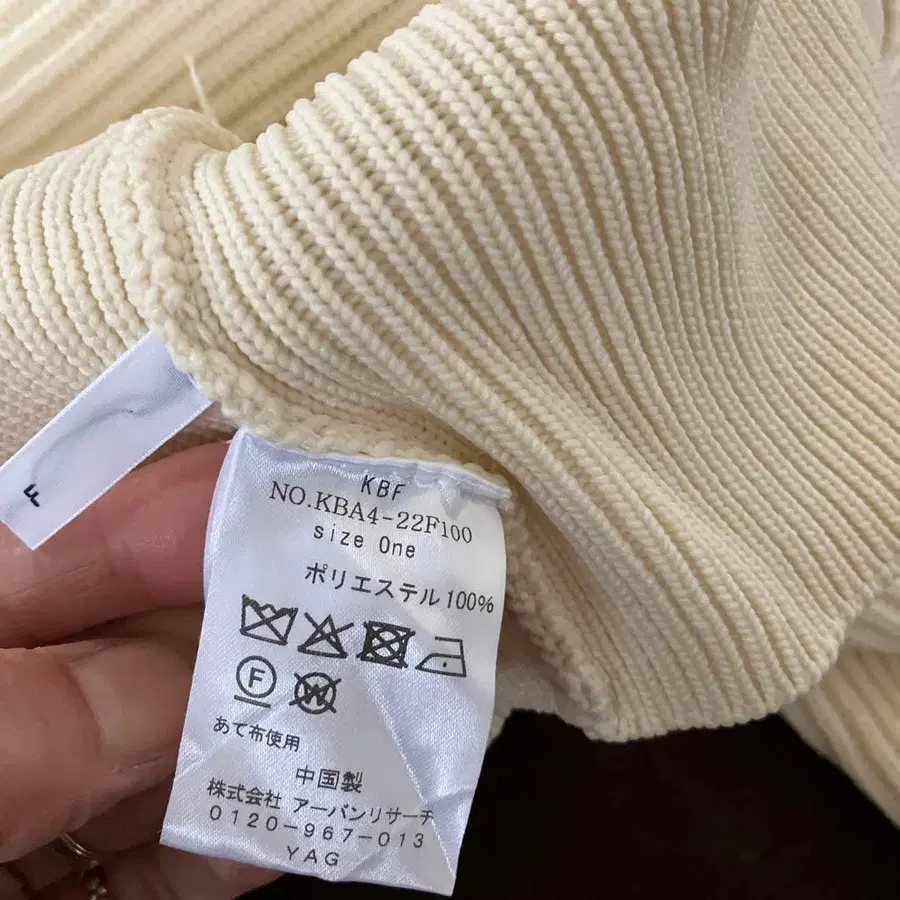 F
KBF
NO.KBA4-22F100
Size One
ポリエステル100%
F W
あて布使用
中国製
株式会社 アーバンリサーチ
0120-967-013
YAG